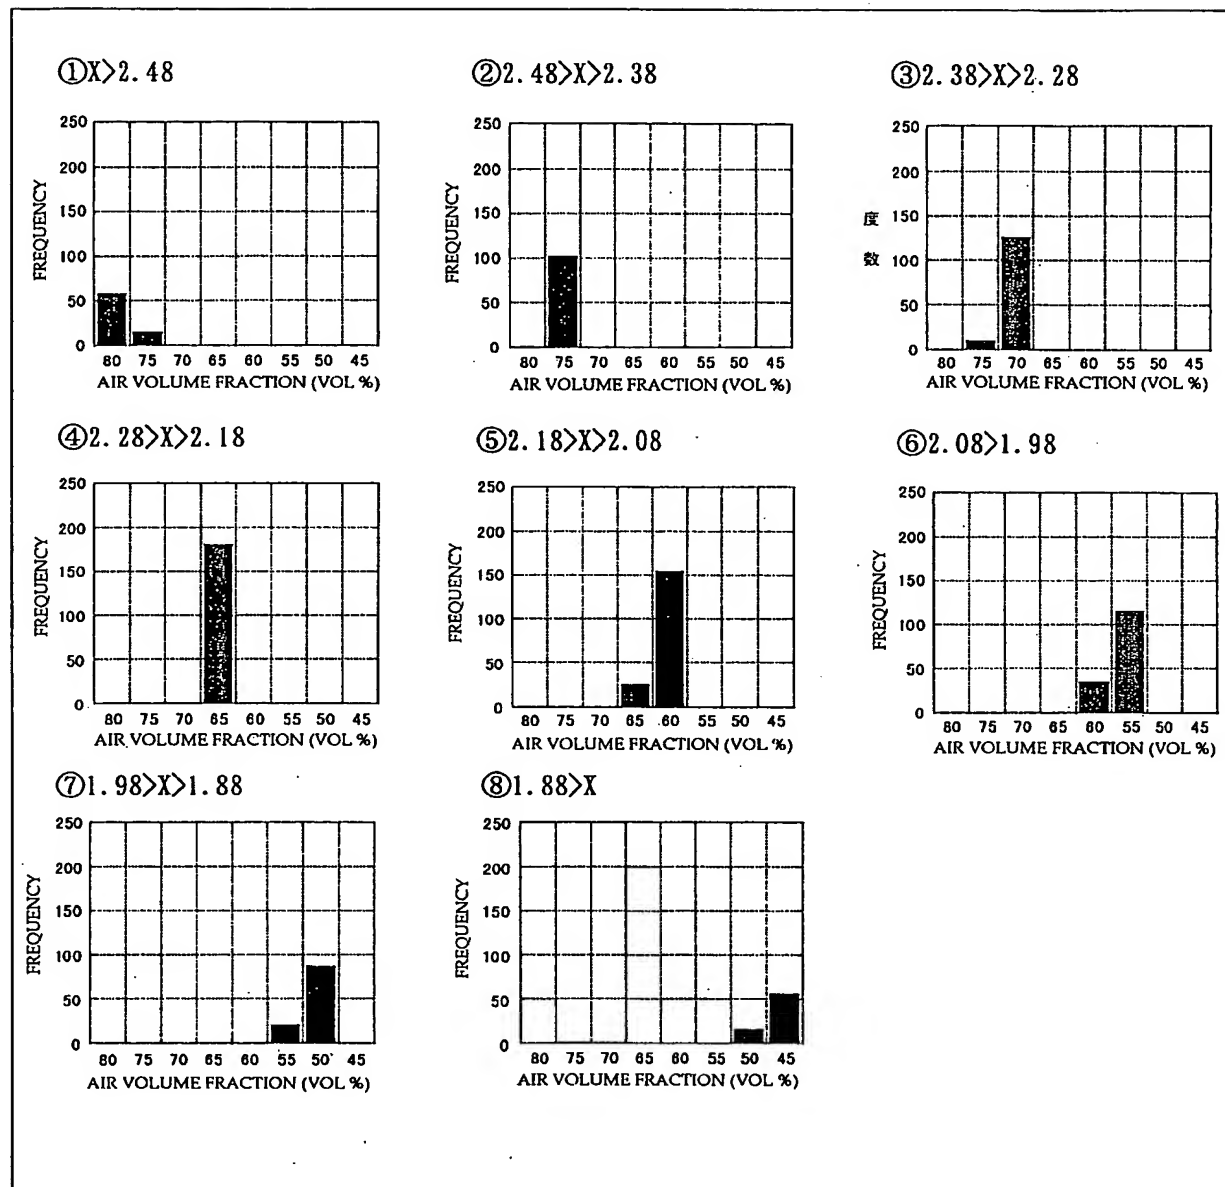 ①X>2.48
②2.48>X>2.38
③2.38>X>2.28
250
200
150
100
50
0
FREQUENCY
80 75 70 65 60 55 50 45
AIR VOLUME FRACTION (VOL %)
250
200
150
100
50
0
FREQUENCY
80 75 70 65 60 55 50 45
AIR VOLUME FRACTION (VOL %)
250
200
150
100
50
0
度
数
80 75 70 65 60 55 50 45
AIR VOLUME FRACTION (VOL %)
④2.28>X>2.18
⑤2.18>X>2.08
⑥2.08>1.98
250
200
150
100
50
0
FREQUENCY
80 75 70 65 60 55 50 45
AIR VOLUME FRACTION (VOL %)
250
200
150
100
50
0
FREQUENCY
80 75 70 65 60 55 50 45
AIR VOLUME FRACTION (VOL %)
250
200
150
100
50
0
FREQUENCY
80 75 70 65 60 55 50 45
AIR VOLUME FRACTION (VOL %)
⑦1.98>X>1.88
⑧1.88>X
250
200
150
100
50
0
FREQUENCY
80 75 70 65 60 55 50 45
AIR VOLUME FRACTION (VOL %)
250
200
150
100
50
0
FREQUENCY
80 75 70 65 60 55 50 45
AIR VOLUME FRACTION (VOL %)